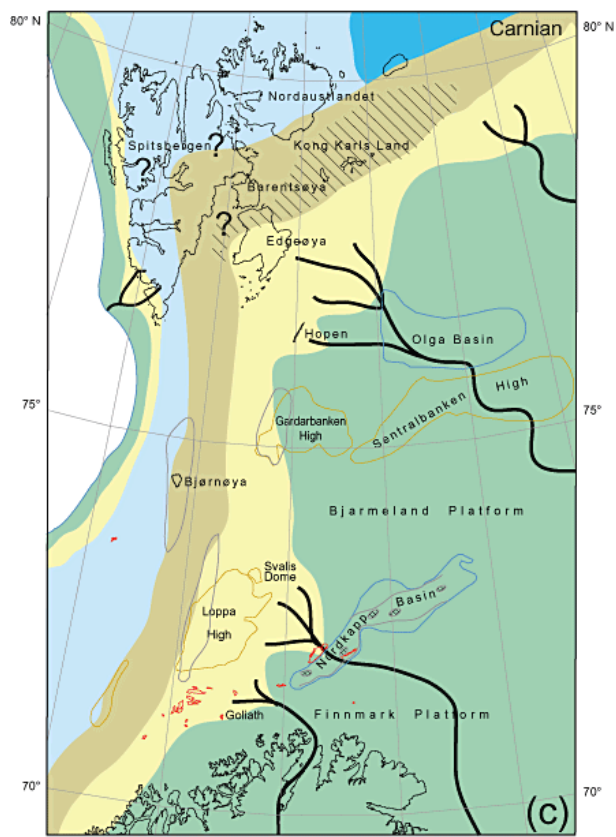 80° N
80° N
Carnian
Nordaustlandet
Spitsbergen
?
?
Kong Karls Land
Barentsøya
?
Edgeøya
Hopen
Olga Basin
75°
75°
Gardarbanken
High
Sentralbanken High
Bjørnøya
Bjarmeland Platform
Svalis
Dome
Loppa
High
Nordkapp Basin
Goliath
Finnmark Platform
70°
70°
(c)